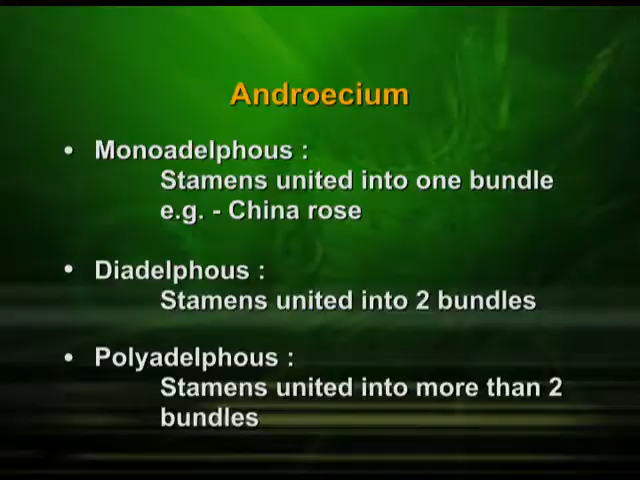 Androecium
• Monoadelphous :
Stamens united into one bundle
e.g. - China rose
• Diadelphous :
Stamens united into 2 bundles
• Polyadelphous :
Stamens united into more than 2
bundles